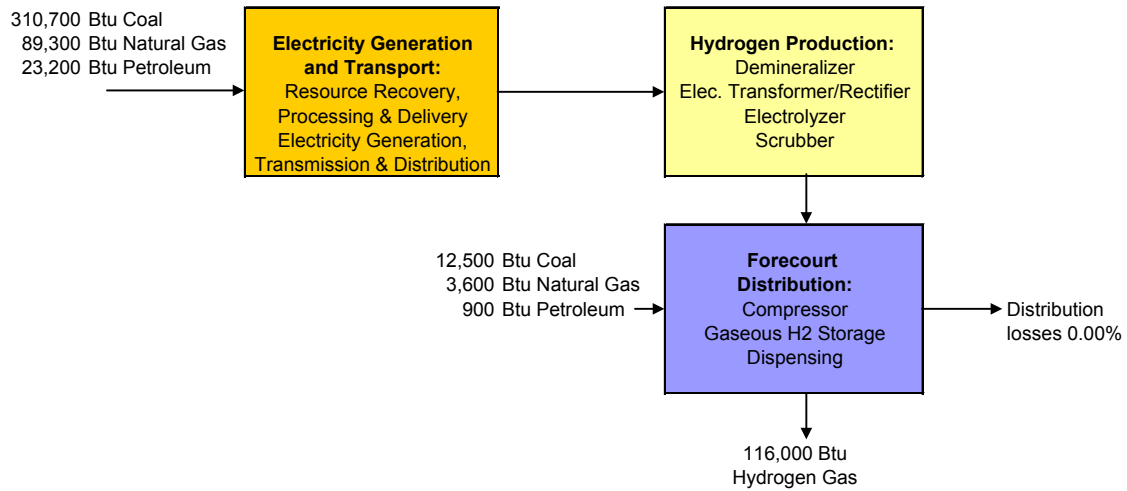 310,700 Btu Coal
89,300 Btu Natural Gas
23,200 Btu Petroleum
Electricity Generation
and Transport:
Resource Recovery,
Processing & Delivery
Electricity Generation,
Transmission & Distribution
Hydrogen Production:
Demineralizer
Elec. Transformer/Rectifier
Electrolyzer
Scrubber
12,500 Btu Coal
3,600 Btu Natural Gas
900 Btu Petroleum
Forecourt
Distribution:
Compressor
Gaseous H2 Storage
Dispensing
Distribution
losses 0.00%
116,000 Btu
Hydrogen Gas